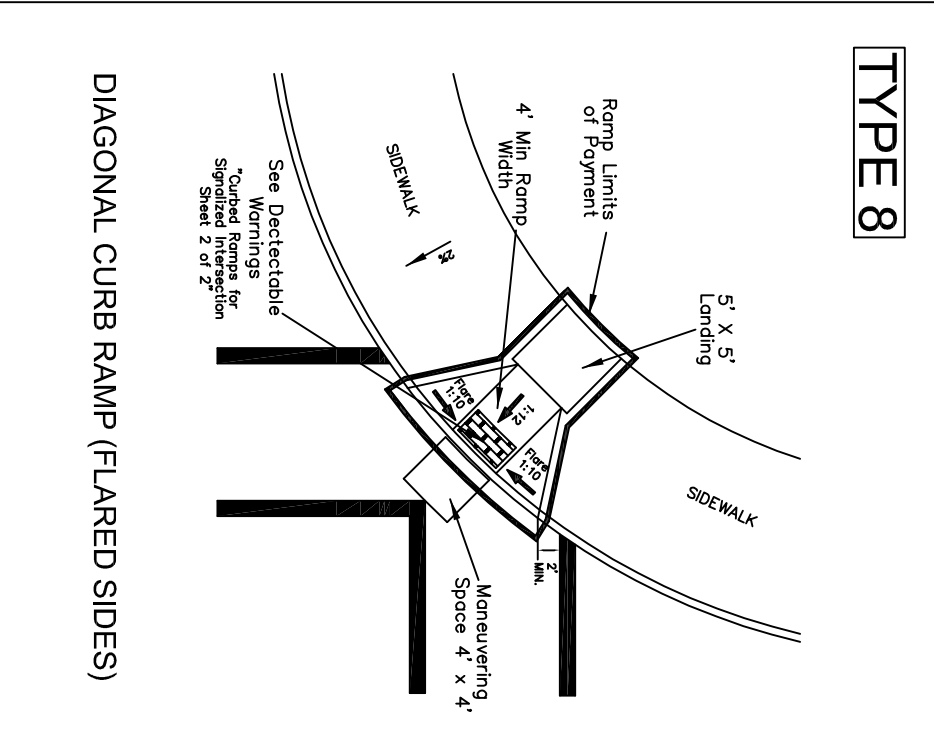 TYPE 8
Ramp Limits
of Payment
5' X 5'
Landing
4' Min Ramp
Width
SIDEWALK
2%
See Dectectable
Warnings
"Curbed Ramps for
Signalized Intersection
Sheet 2 of 2"
Flare
1:10
1:12
Flare
1:10
SIDEWALK
2'
MIN.
Maneuvering
Space 4' x 4'
DIAGONAL CURB RAMP (FLARED SIDES)